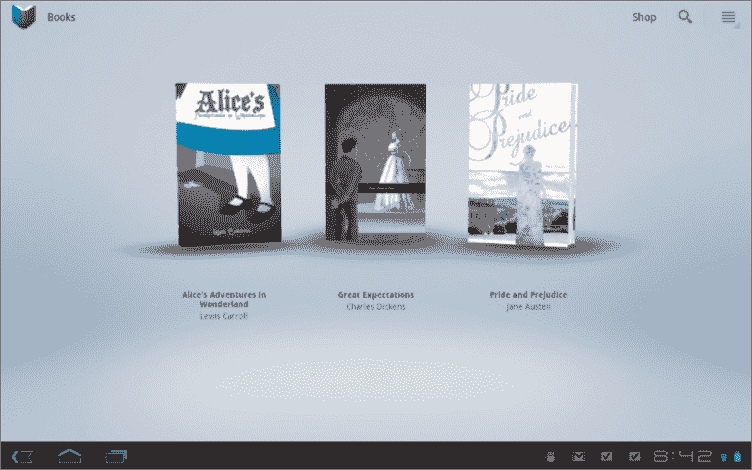 Books
Shop
Alice's
Pride
and
Prejudice
Alice's Adventures in
Wonderland
Lewis Carroll
Great Expectations
Charles Dickens
Pride and Prejudice
Jane Austen
8:42